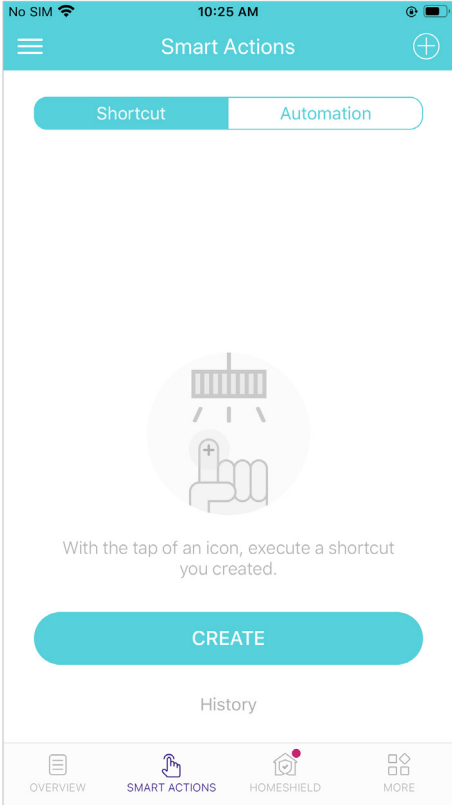 No SIM 10:25 AM
Smart Actions
Shortcut Automation
With the tap of an icon, execute a shortcut
you created.
CREATE
History
OVERVIEW SMART ACTIONS HOMESHIELD MORE